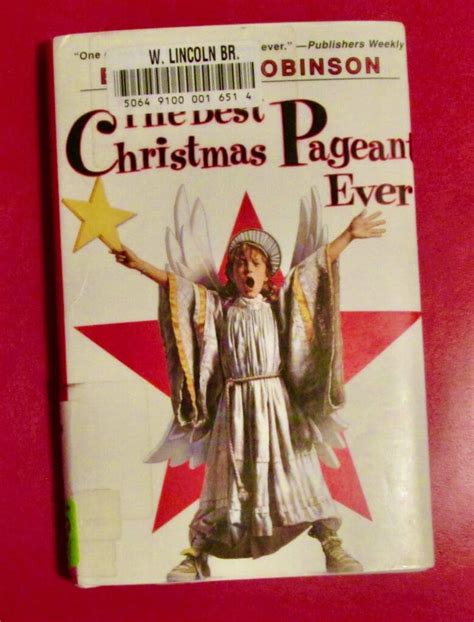 "One ever."—Publishers Weekly
W. LINCOLN BR.
OBINSON
5064 9100 001 651 4
The Best
Christmas Pageant
Ever